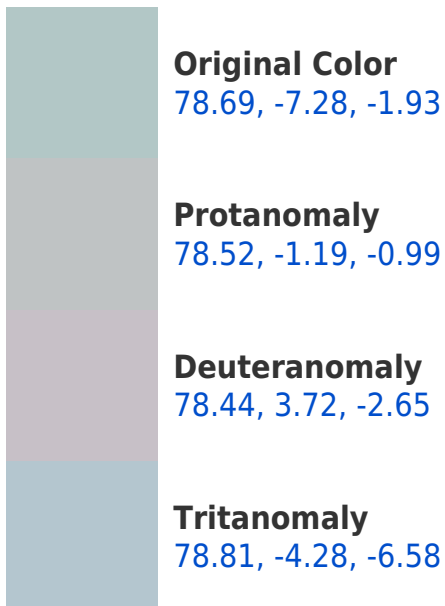 Original Color
78.69, -7.28, -1.93
Protanomaly
78.52, -1.19, -0.99
Deuteranomaly
78.44, 3.72, -2.65
Tritanomaly
78.81, -4.28, -6.58